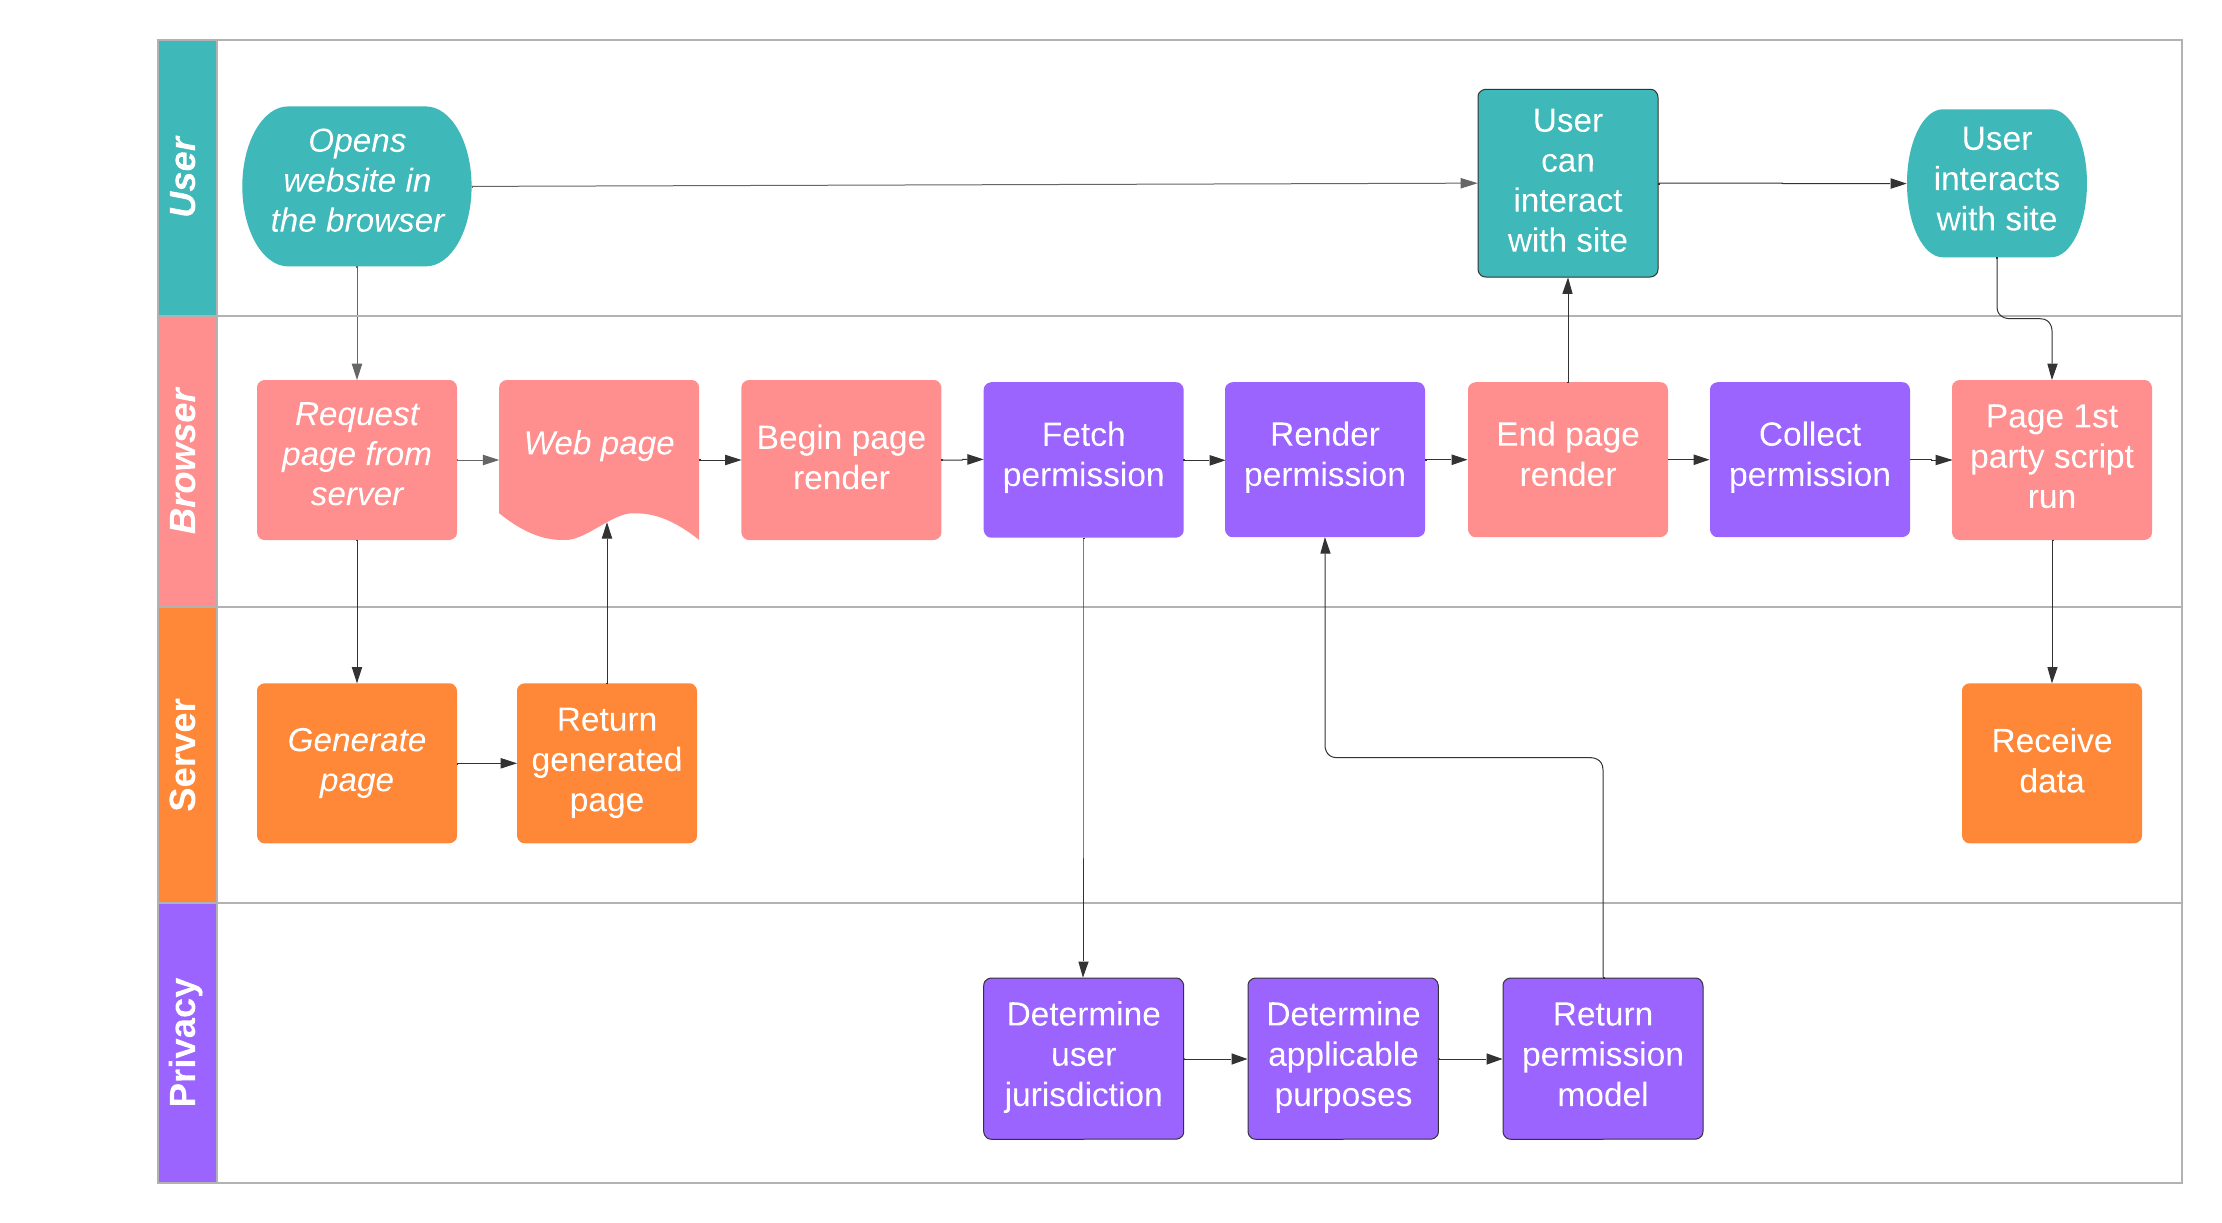 User
Opens
website in
the browser
User
can
interact
with site
User
interacts
with site
Browser
Request
page from
server
Web page
Begin page
render
Fetch
permission
Render
permission
End page
render
Collect
permission
Page 1st
party script
run
Server
Generate
page
Return
generated
page
Receive
data
Privacy
Determine
user
jurisdiction
Determine
applicable
purposes
Return
permission
model